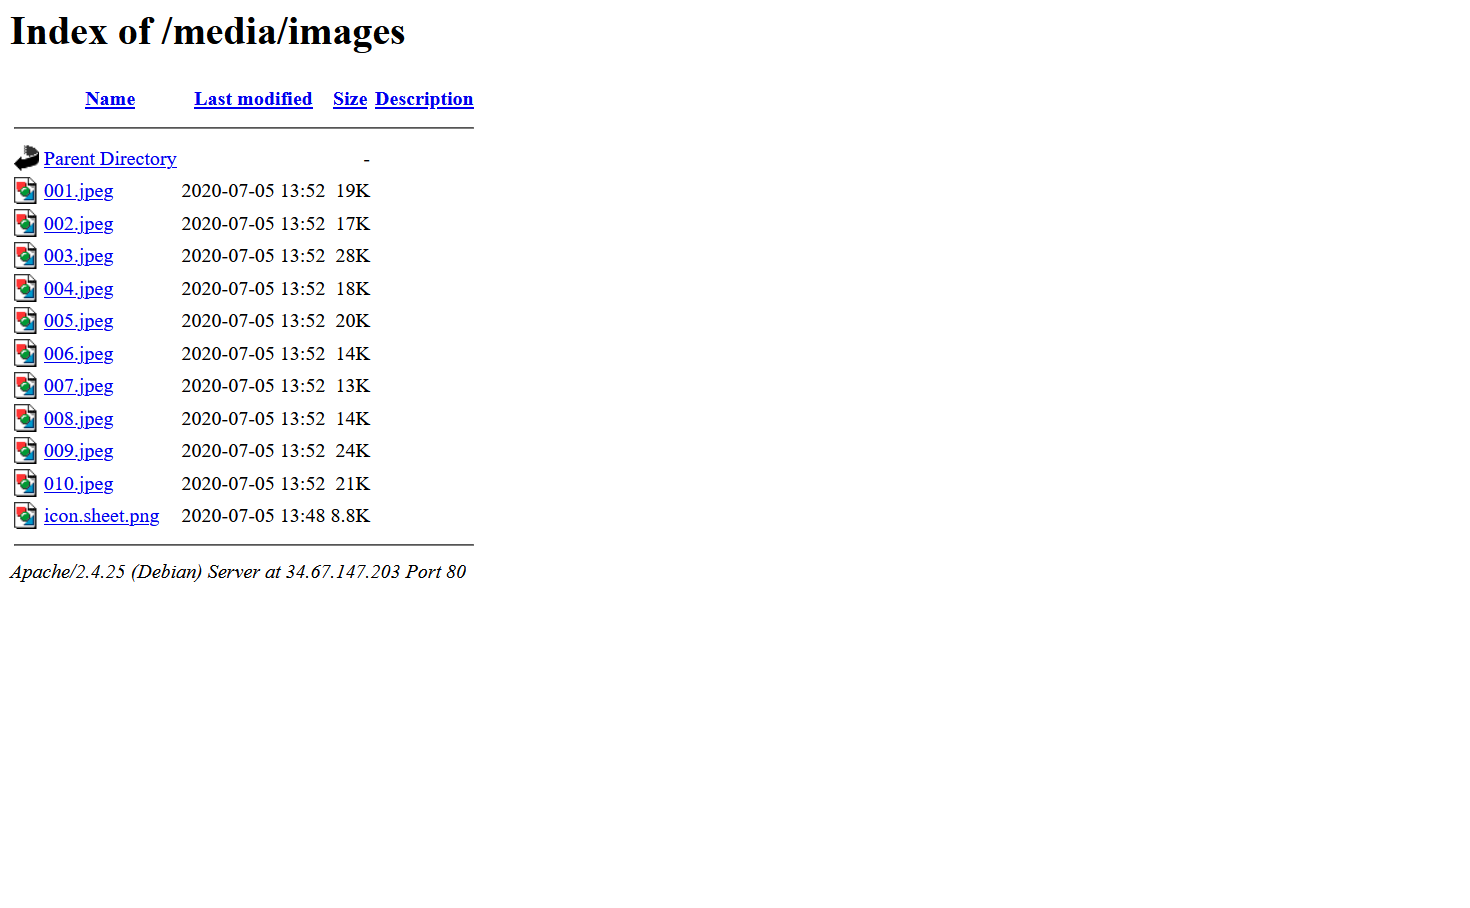 Index of /media/images
Name Last modified Size Description
Parent Directory -
001.jpeg 2020-07-05 13:52 19K
002.jpeg 2020-07-05 13:52 17K
003.jpeg 2020-07-05 13:52 28K
004.jpeg 2020-07-05 13:52 18K
005.jpeg 2020-07-05 13:52 20K
006.jpeg 2020-07-05 13:52 14K
007.jpeg 2020-07-05 13:52 13K
008.jpeg 2020-07-05 13:52 14K
009.jpeg 2020-07-05 13:52 24K
010.jpeg 2020-07-05 13:52 21K
icon.sheet.png 2020-07-05 13:48 8.8K
Apache/2.4.25 (Debian) Server at 34.67.147.203 Port 80